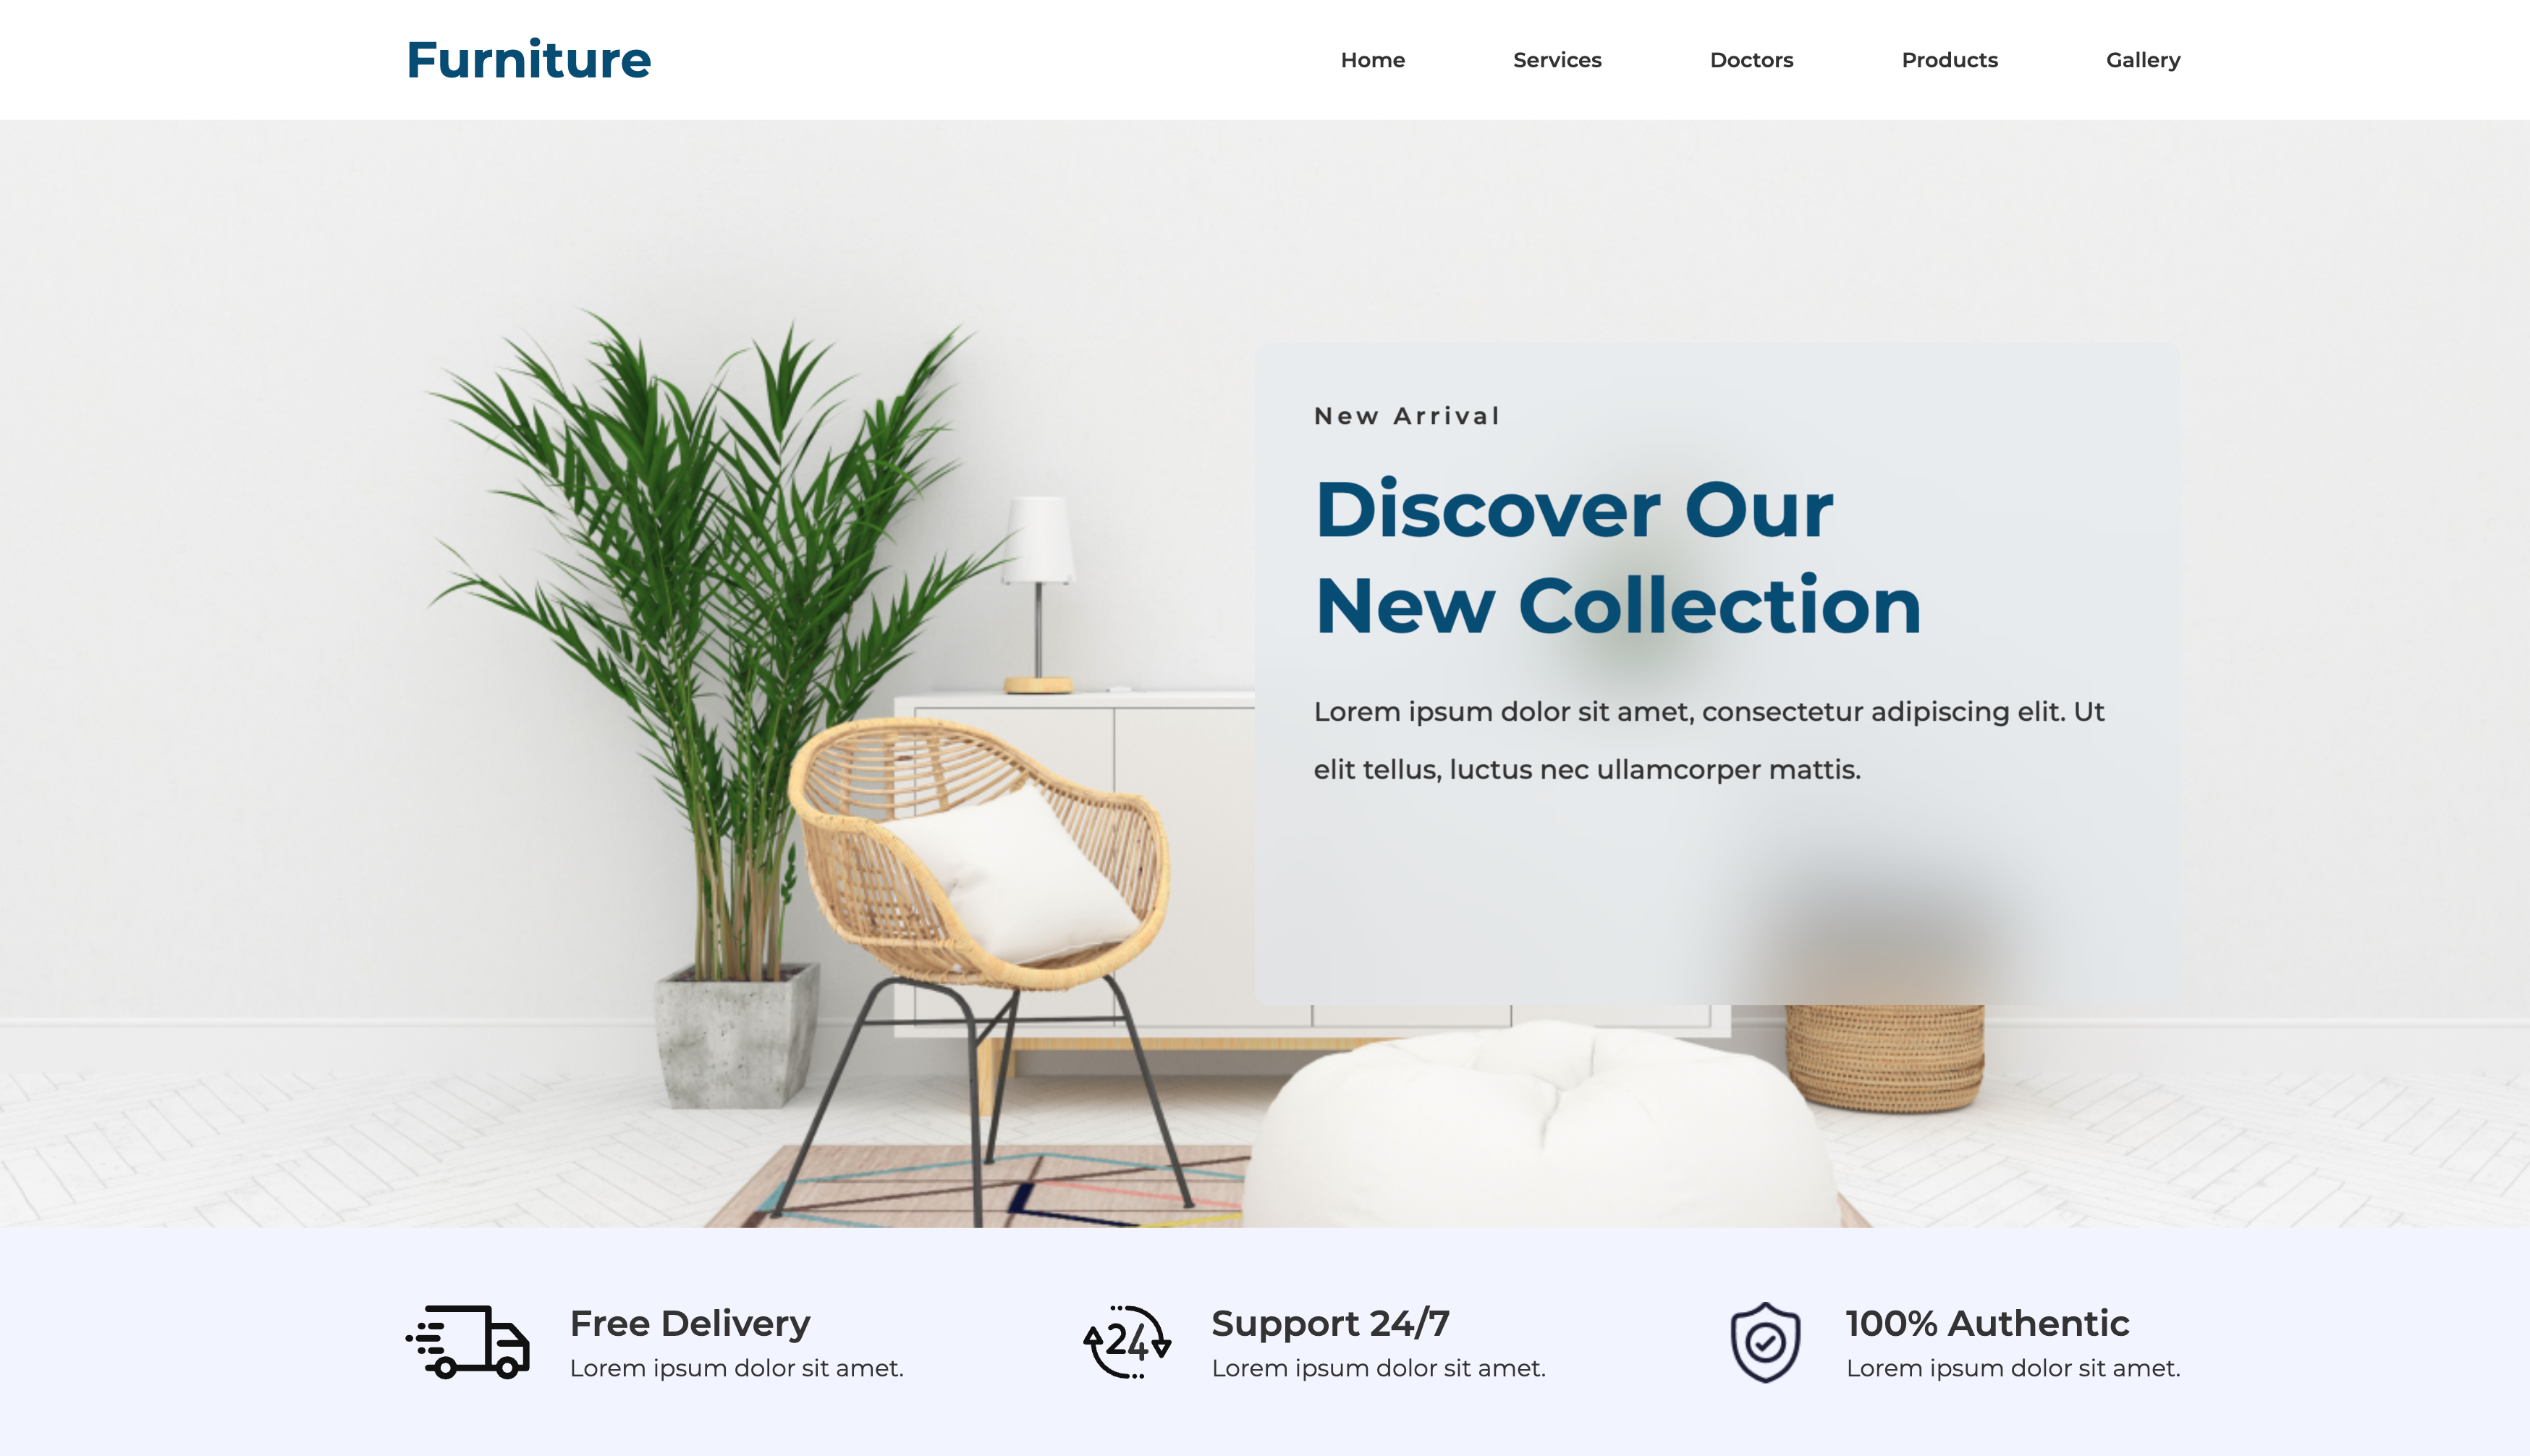 Furniture
Home Services Doctors Products Gallery
New Arrival
Discover Our
New Collection
Lorem ipsum dolor sit amet, consectetur adipiscing elit. Ut
elit tellus, luctus nec ullamcorper mattis.
Free Delivery
Lorem ipsum dolor sit amet.
24
Support 24/7
Lorem ipsum dolor sit amet.
100% Authentic
Lorem ipsum dolor sit amet.